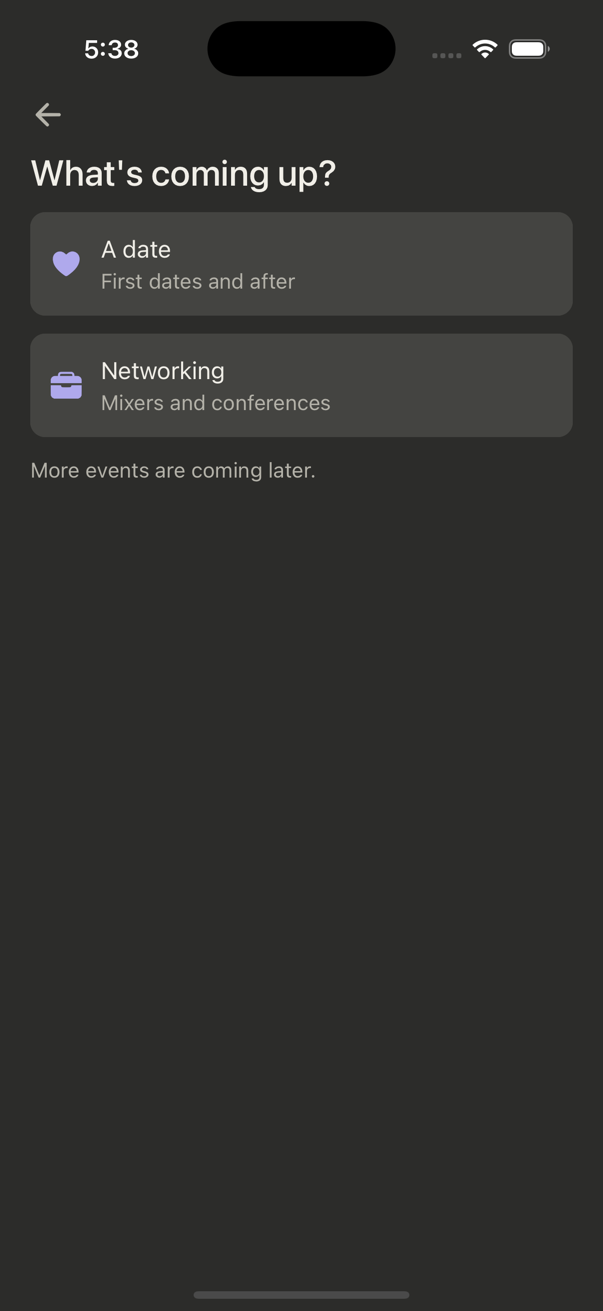 5:38
What's coming up?
A date
First dates and after
Networking
Mixers and conferences
More events are coming later.